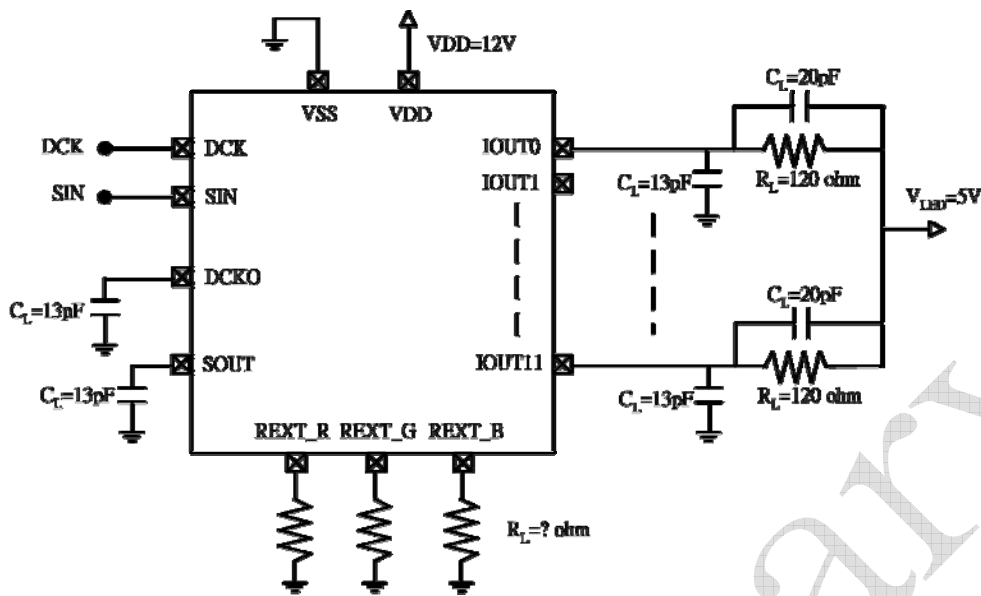 VDD=12V
VSS
VDD
DCK
DCK
SIN
SIN
DCKO
C_L=13pF
SOUT
C_L=13pF
IOUT0
IOUT1
IOUT11
C_L=20pF
R_L=120 ohm
C_L=13pF
V_LED=5V
C_L=20pF
R_L=120 ohm
C_L=13pF
REXT_R REXT_G REXT_B
R_L=? ohm
ary